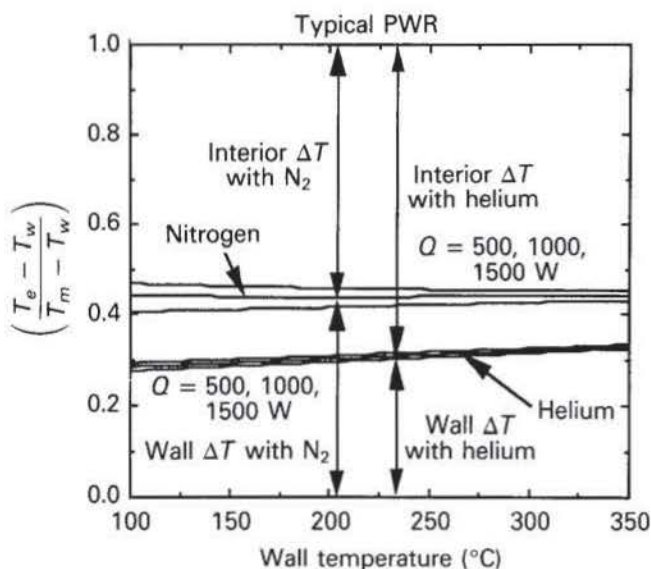 Typical PWR
1.0
0.8
0.6
0.4
0.2
0.0
(T_e − T_w / T_m − T_w)
Interior ΔT
with N₂
Interior ΔT
with helium
Nitrogen
Q = 500, 1000,
1500 W
Q = 500, 1000,
1500 W
Helium
Wall ΔT with N₂
Wall ΔT
with helium
100 150 200 250 300 350
Wall temperature (°C)